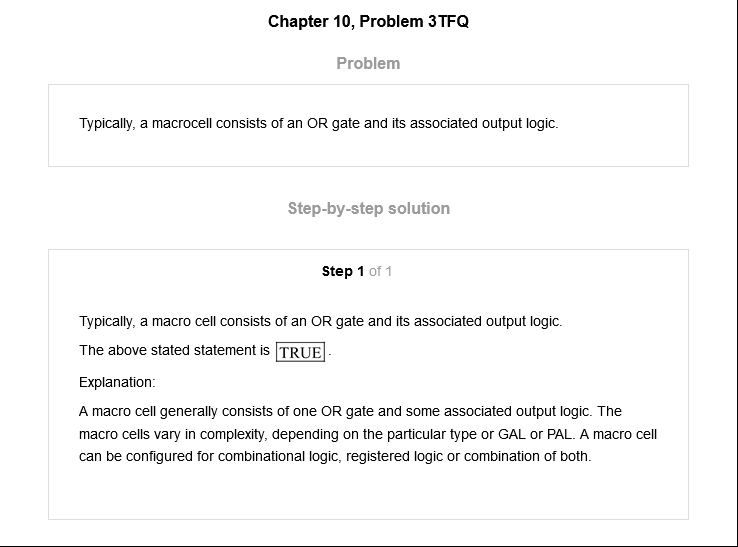 Chapter 10, Problem 3TFQ
Problem
Typically, a macrocell consists of an OR gate and its associated output logic.
Step-by-step solution
Step 1 of 1
Typically, a macro cell consists of an OR gate and its associated output logic.
The above stated statement is TRUE.
Explanation:
A macro cell generally consists of one OR gate and some associated output logic. The
macro cells vary in complexity, depending on the particular type or GAL or PAL. A macro cell
can be configured for combinational logic, registered logic or combination of both.